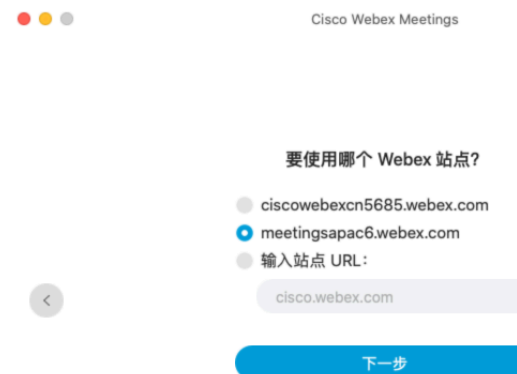 Cisco Webex Meetings
要使用哪个 Webex 站点?
ciscowebexcn5685.webex.com
meetingsapac6.webex.com
输入站点 URL:
cisco.webex.com
下一步